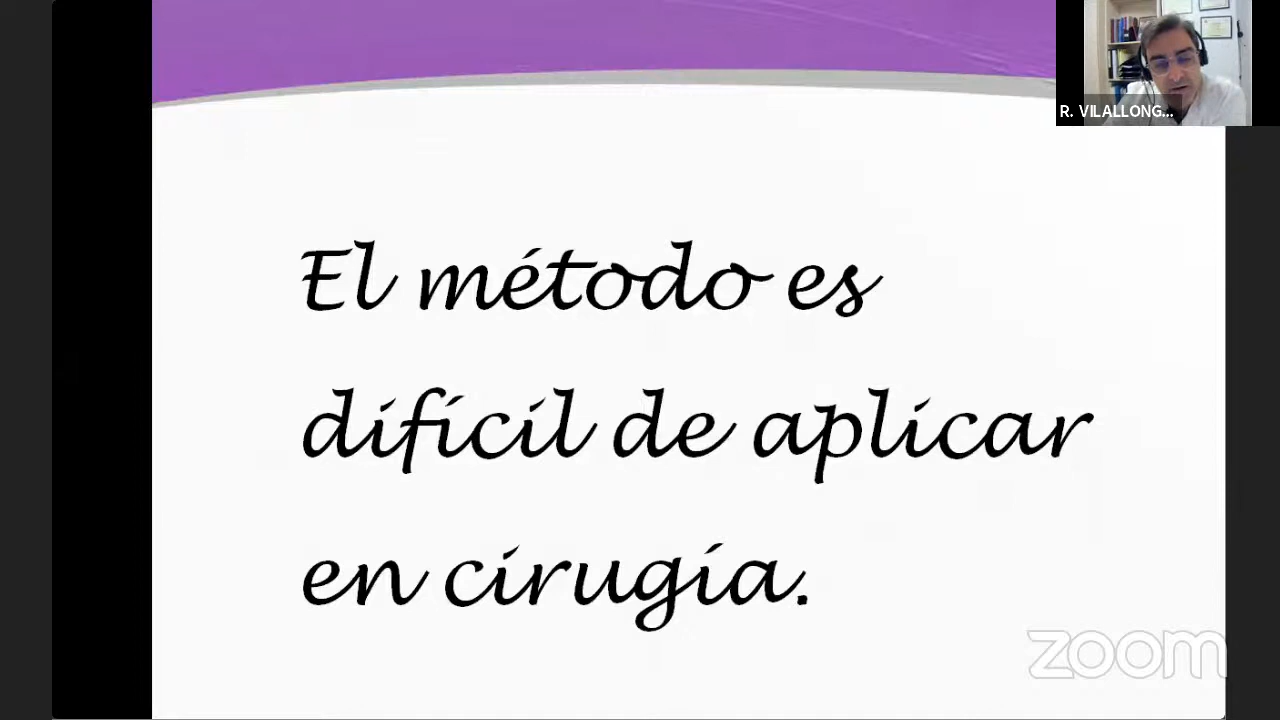 R. VILALLONG...
El método es
difícil de aplicar
en cirugía.
zoom